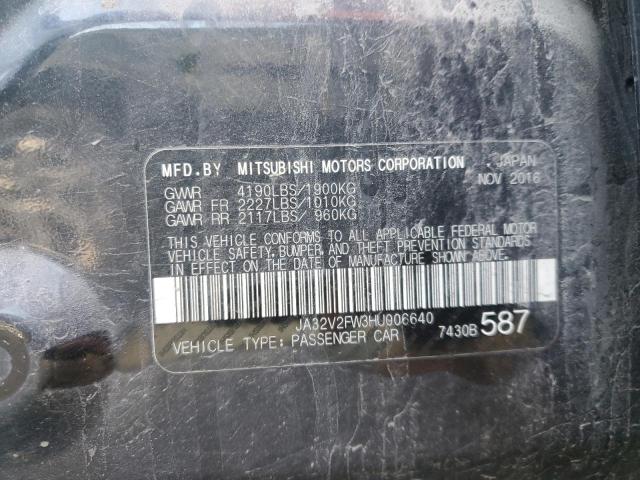 MFD.BY MITSUBISHI MOTORS CORPORATION JAPAN
GVWR 4190LBS/1900KG NOV 2016
GAWR FR 2227LBS/1010KG
GAWR RR 2117LBS/ 960KG
THIS VEHICLE CONFORMS TO ALL APPLICABLE FEDERAL MOTOR
VEHICLE SAFETY, BUMPER AND THEFT PREVENTION STANDARDS
IN EFFECT ON THE DATE OF MANUFACTURE SHOWN ABOVE.
JA32V2FW3HU906640
VEHICLE TYPE: PASSENGER CAR 7430B 587